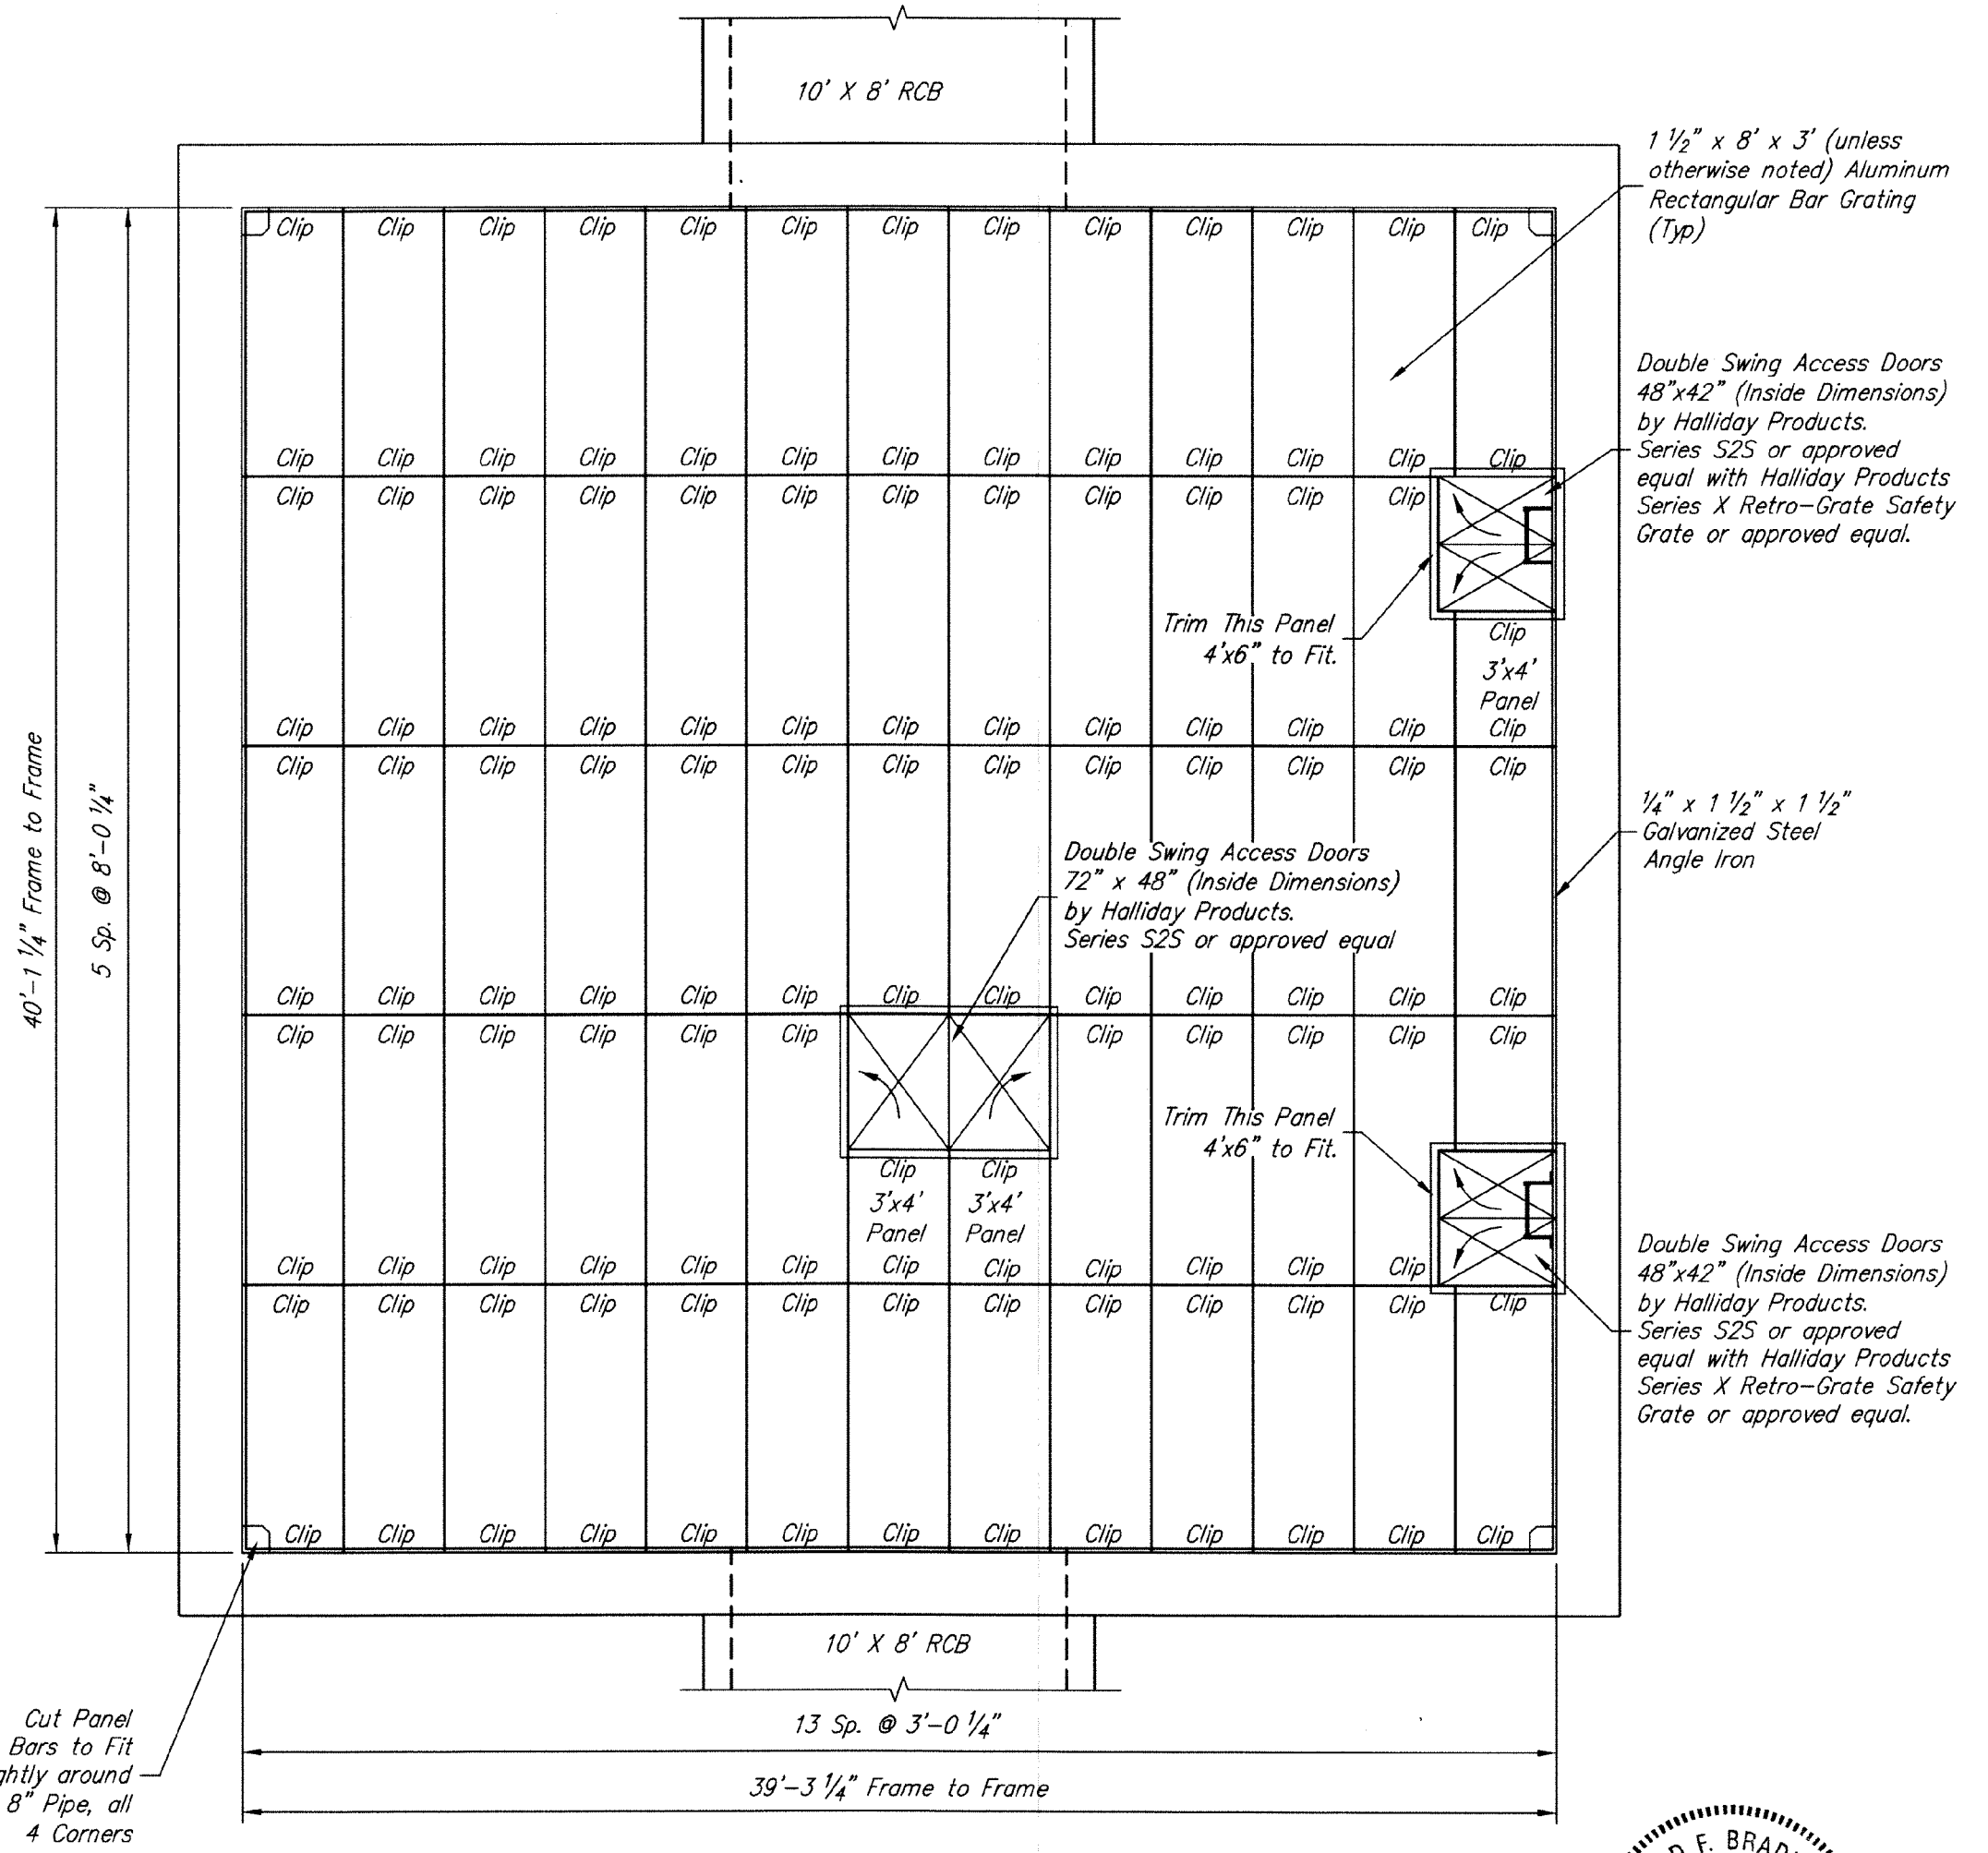 10' X 8' RCB
1 1/2" x 8' x 3' (unless
otherwise noted) Aluminum
Rectangular Bar Grating
(Typ)
Clip Clip Clip Clip Clip Clip Clip Clip Clip Clip Clip Clip Clip
Double Swing Access Doors
48"x42" (Inside Dimensions)
by Halliday Products.
Series S2S or approved
equal with Halliday Products
Series X Retro-Grate Safety
Grate or approved equal.
Clip Clip Clip Clip Clip Clip Clip Clip Clip Clip Clip Clip Clip
Clip Clip Clip Clip Clip Clip Clip Clip Clip Clip Clip Clip
Trim This Panel
4'x6" to Fit.
Clip
3'x4'
Panel
Clip Clip Clip Clip Clip Clip Clip Clip Clip Clip Clip Clip Clip
Clip Clip Clip Clip Clip Clip Clip Clip Clip Clip Clip Clip Clip
40'-1 1/4" Frame to Frame
5 Sp. @ 8'-0 1/4"
1/4" x 1 1/2" x 1 1/2"
Galvanized Steel
Angle Iron
Double Swing Access Doors
72" x 48" (Inside Dimensions)
by Halliday Products.
Series S2S or approved equal
Clip Clip Clip Clip Clip Clip Clip Clip Clip Clip Clip Clip Clip
Clip Clip Clip Clip Clip Clip Clip Clip Clip Clip Clip
Trim This Panel
4'x6" to Fit.
Clip Clip
3'x4' 3'x4'
Panel Panel
Clip Clip Clip Clip Clip Clip Clip Clip Clip Clip Clip Clip
Clip Clip Clip Clip Clip Clip Clip Clip Clip Clip Clip Clip Clip
Double Swing Access Doors
48"x42" (Inside Dimensions)
by Halliday Products.
Series S2S or approved
equal with Halliday Products
Series X Retro-Grate Safety
Grate or approved equal.
Clip Clip Clip Clip Clip Clip Clip Clip Clip Clip Clip Clip Clip
10' X 8' RCB
Cut Panel
Bars to Fit
around
8" Pipe, all
4 Corners
13 Sp. @ 3'-0 1/4"
39'-3 1/4" Frame to Frame
F.